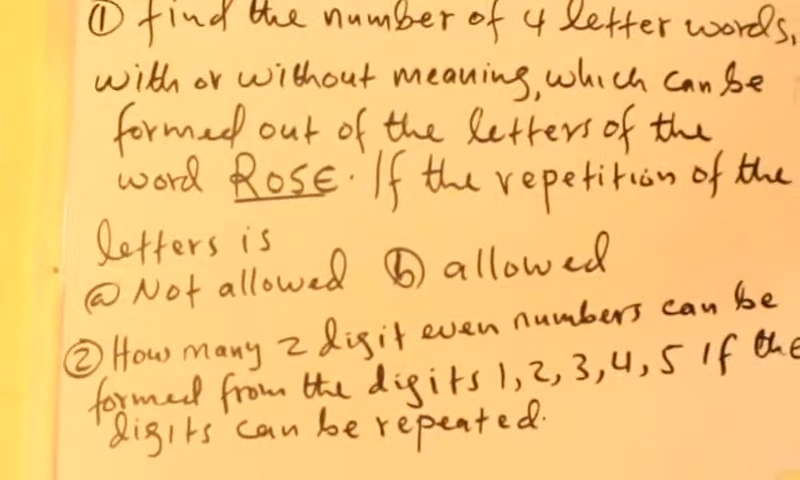 ① find the number of 4 letter words,
with or without meaning, which can be
formed out of the letters of the
word ROSE. If the repetition of the
letters is
ⓐ Not allowed ⓑ allowed
② How many 2 digit even numbers can be
formed from the digits 1, 2, 3, 4, 5 If the
digits can be repeated.